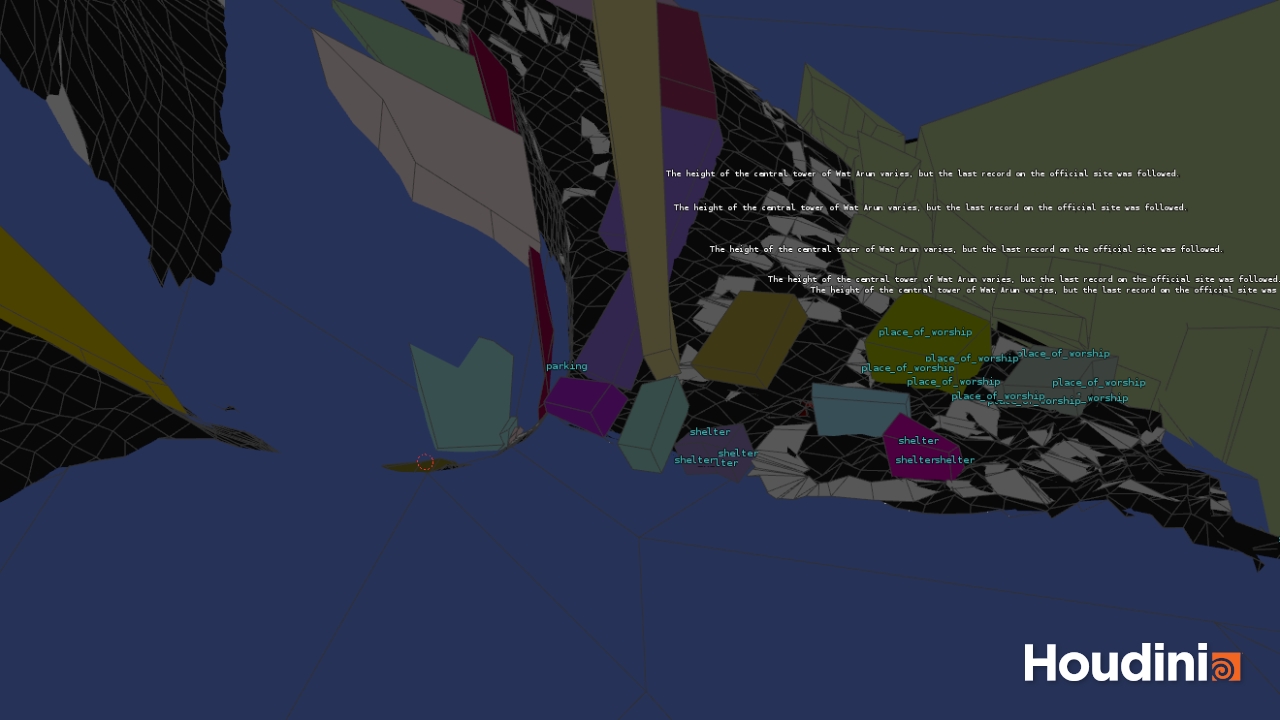 The height of the central tower of Wat Arun varies, but the last record on the official site was followed.
The height of the central tower of Wat Arun varies, but the last record on the official site was followed.
The height of the central tower of Wat Arun varies, but the last record on the official site was followed.
The height of the central tower of Wat Arun varies, but the last record on the official site was followed.
The height of the central tower of Wat Arun varies, but the last record on the official site was
place_of_worship
place_of_worship
place_of_worship
parking
place_of_worship
place_of_worship
place_of_worship
place_of_worship
worship
shelter
shelter
shelter
shelter
shelter
shelter
Houdini